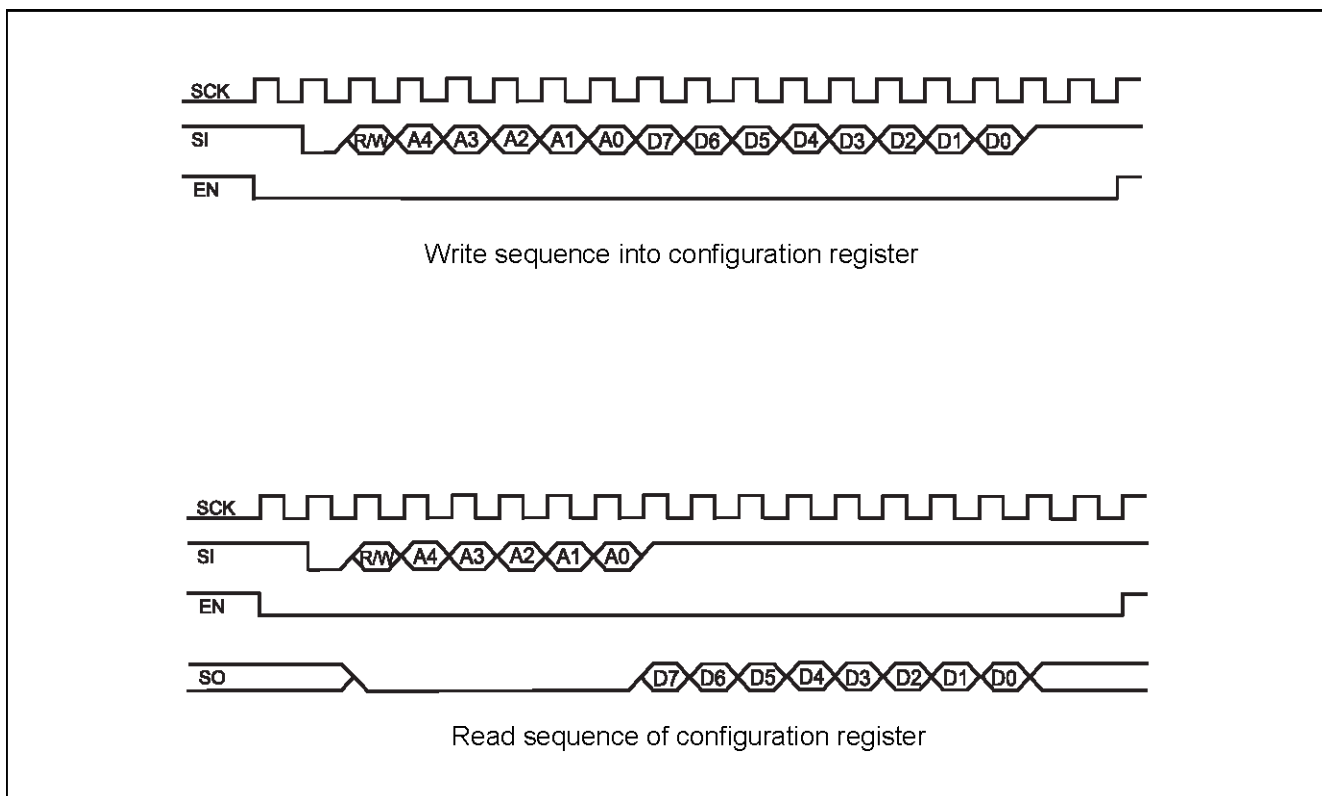 SCK
SI R/W A4 A3 A2 A1 A0 D7 D6 D5 D4 D3 D2 D1 D0
EN
Write sequence into configuration register
SCK
SI R/W A4 A3 A2 A1 A0
EN
SO D7 D6 D5 D4 D3 D2 D1 D0
Read sequence of configuration register